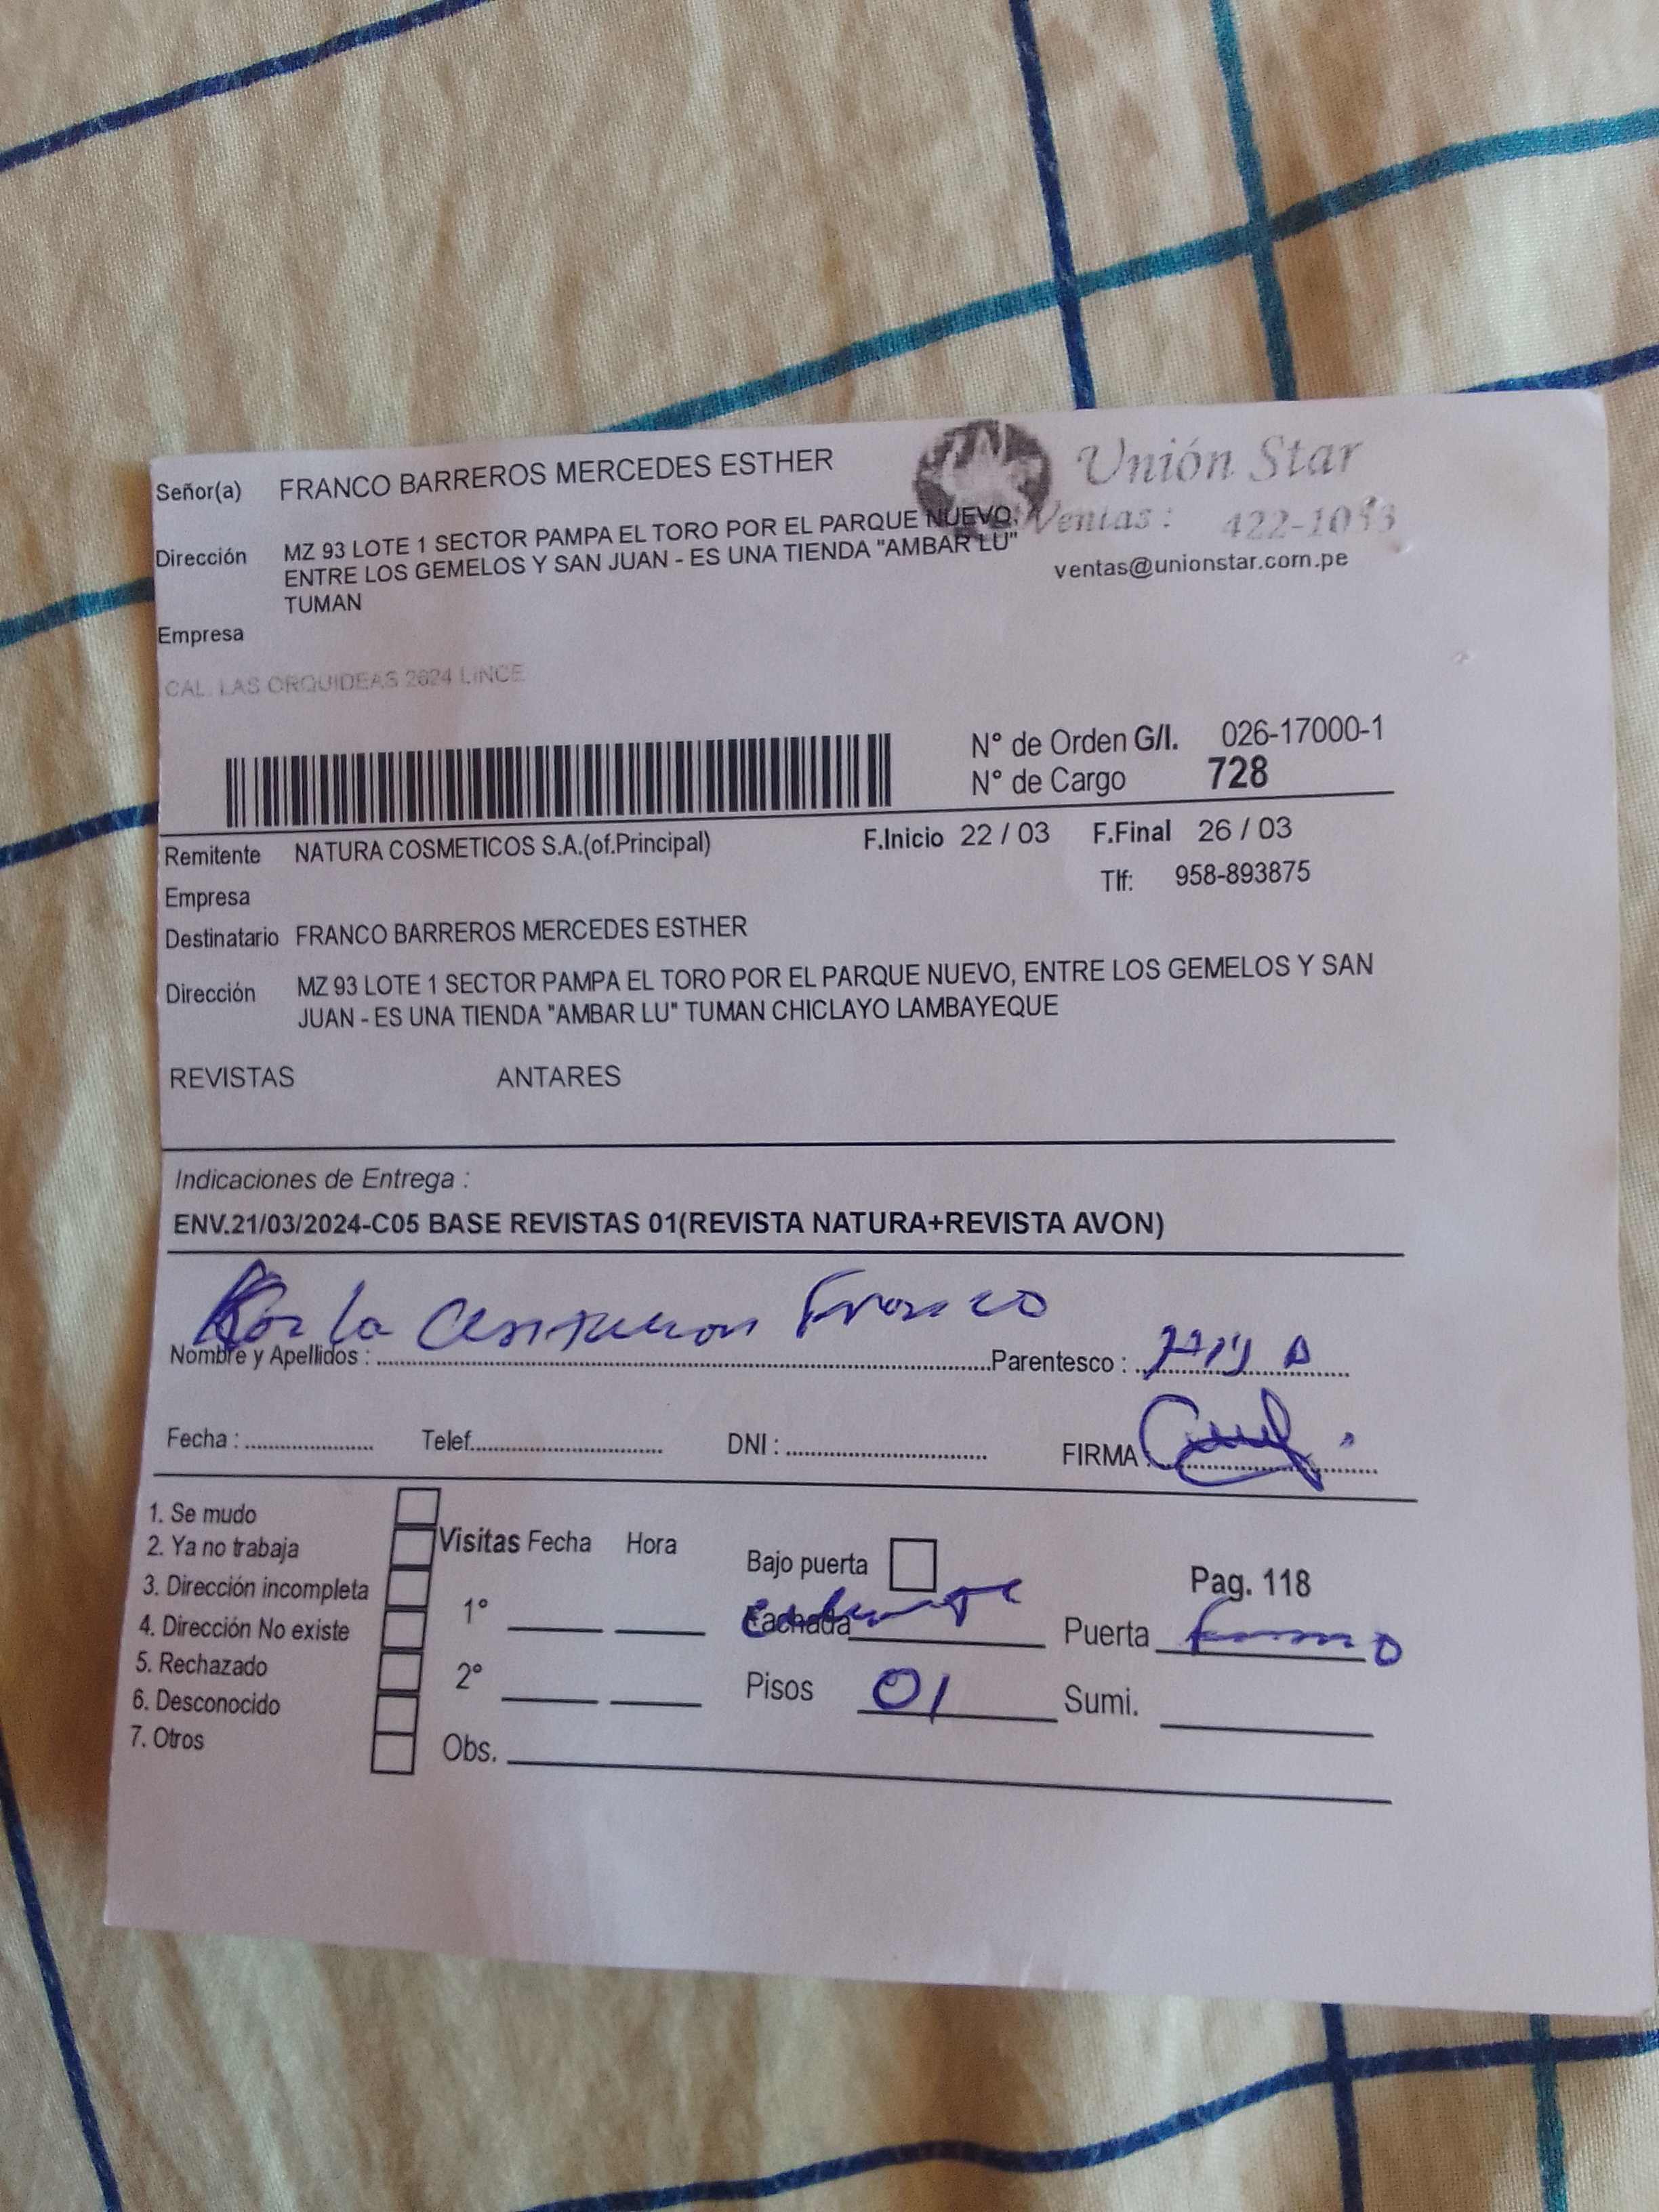 Señor(a) FRANCO BARREROS MERCEDES ESTHER
Unión Star
Dirección MZ 93 LOTE 1 SECTOR PAMPA EL TORO POR EL PARQUE NUEVO,
ENTRE LOS GEMELOS Y SAN JUAN - ES UNA TIENDA "AMBAR LU"
TUMAN
Ventas: 422-1093
ventas@unionstar.com.pe
Empresa
CAL. LAS ORQUIDEAS 2624 LINCE
N° de Orden G/I. 026-17000-1
N° de Cargo 728
Remitente NATURA COSMETICOS S.A.(of.Principal) F.Inicio 22 / 03 F.Final 26 / 03
Empresa Tlf: 958-893875
Destinatario FRANCO BARREROS MERCEDES ESTHER
Dirección MZ 93 LOTE 1 SECTOR PAMPA EL TORO POR EL PARQUE NUEVO, ENTRE LOS GEMELOS Y SAN
JUAN - ES UNA TIENDA "AMBAR LU" TUMAN CHICLAYO LAMBAYEQUE
REVISTAS ANTARES
Indicaciones de Entrega :
ENV.21/03/2024-C05 BASE REVISTAS 01(REVISTA NATURA+REVISTA AVON)
Franco
Nombre y Apellidos : Parentesco :
Fecha : Telef. DNI : FIRMA :
1. Se mudo
2. Ya no trabaja
3. Dirección incompleta
4. Dirección No existe
5. Rechazado
6. Desconocido
7. Otros
Visitas Fecha Hora
1°
2°
Obs.
Bajo puerta
Fachada
Pisos 01
Pag. 118
Puerta
Sumi.